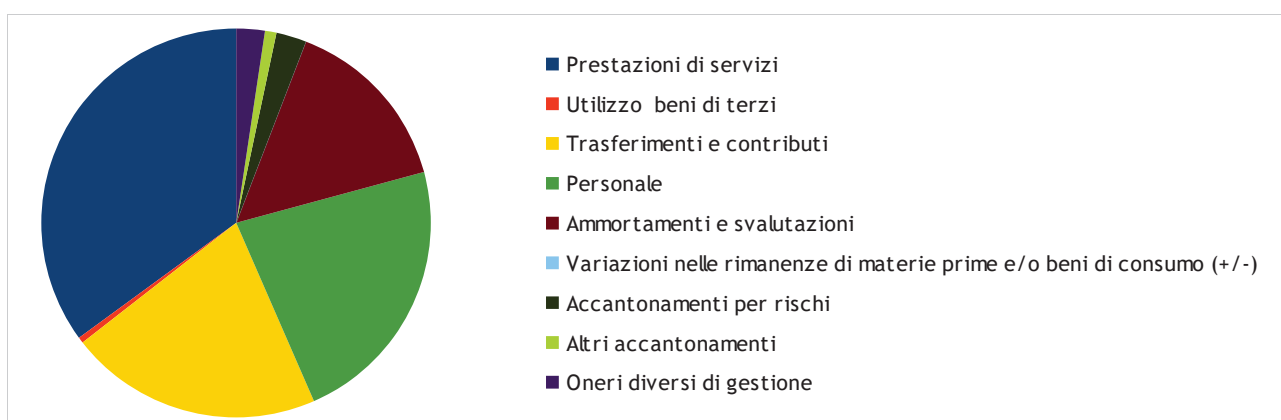 Prestazioni di servizi
Utilizzo beni di terzi
Trasferimenti e contributi
Personale
Ammortamenti e svalutazioni
Variazioni nelle rimanenze di materie prime e/o beni di consumo (+/-)
Accantonamenti per rischi
Altri accantonamenti
Oneri diversi di gestione